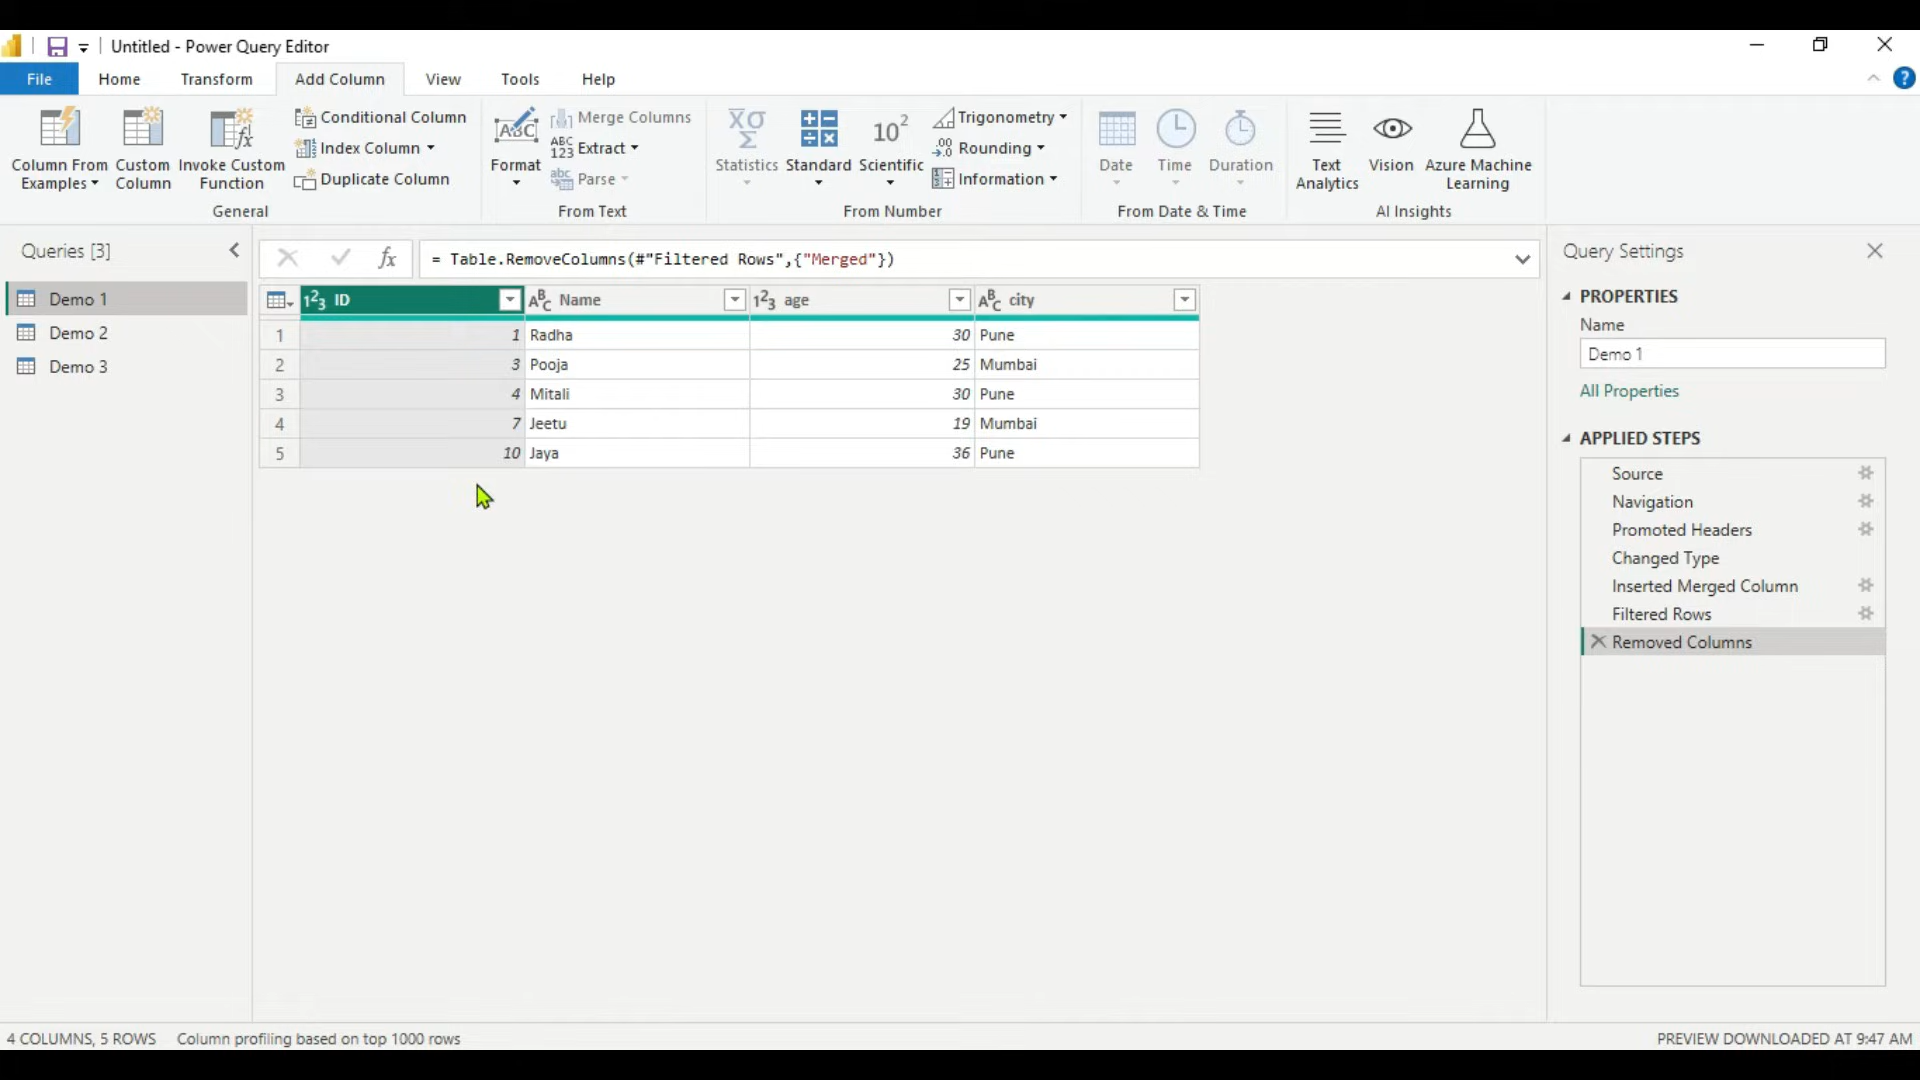 Untitled - Power Query Editor
File Home Transform Add Column View Tools Help
Column From Examples
Custom Column
Invoke Custom Function
Conditional Column
Index Column
Duplicate Column
General
Format
Merge Columns
Extract
Parse
From Text
Statistics
Standard
Scientific
Trigonometry
Rounding
Information
From Number
Date
Time
Duration
From Date & Time
Text Analytics
Vision
Azure Machine Learning
AI Insights
Queries [3]
Demo 1
Demo 2
Demo 3
fx = Table.RemoveColumns(#"Filtered Rows",{"Merged"})
ID Name age city
1 1 Radha 30 Pune
2 3 Pooja 25 Mumbai
3 4 Mitali 30 Pune
4 7 Jeetu 19 Mumbai
5 10 Jaya 36 Pune
Query Settings
PROPERTIES
Name
Demo 1
All Properties
APPLIED STEPS
Source
Navigation
Promoted Headers
Changed Type
Inserted Merged Column
Filtered Rows
Removed Columns
4 COLUMNS, 5 ROWS Column profiling based on top 1000 rows
PREVIEW DOWNLOADED AT 9:47 AM